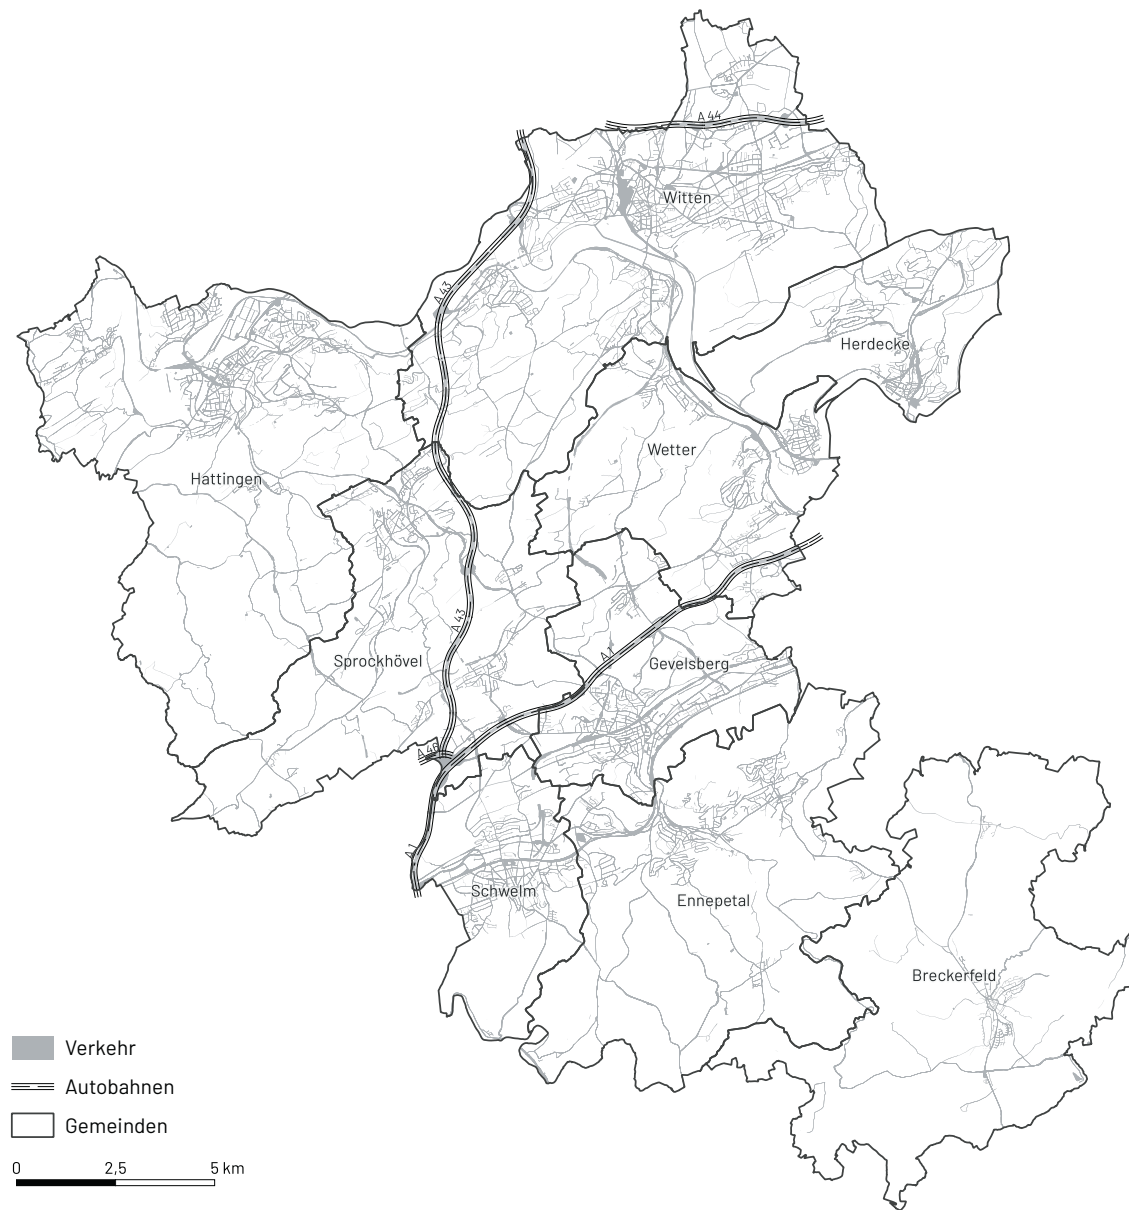 A 44
Witten
A 43
Herdecke
Wetter
Hattingen
A 43
Sprockhövel
A 1
Gevelsberg
A 46
A 1
Schwelm
Ennepetal
Breckerfeld
Verkehr
Autobahnen
Gemeinden
0 2,5 5 km